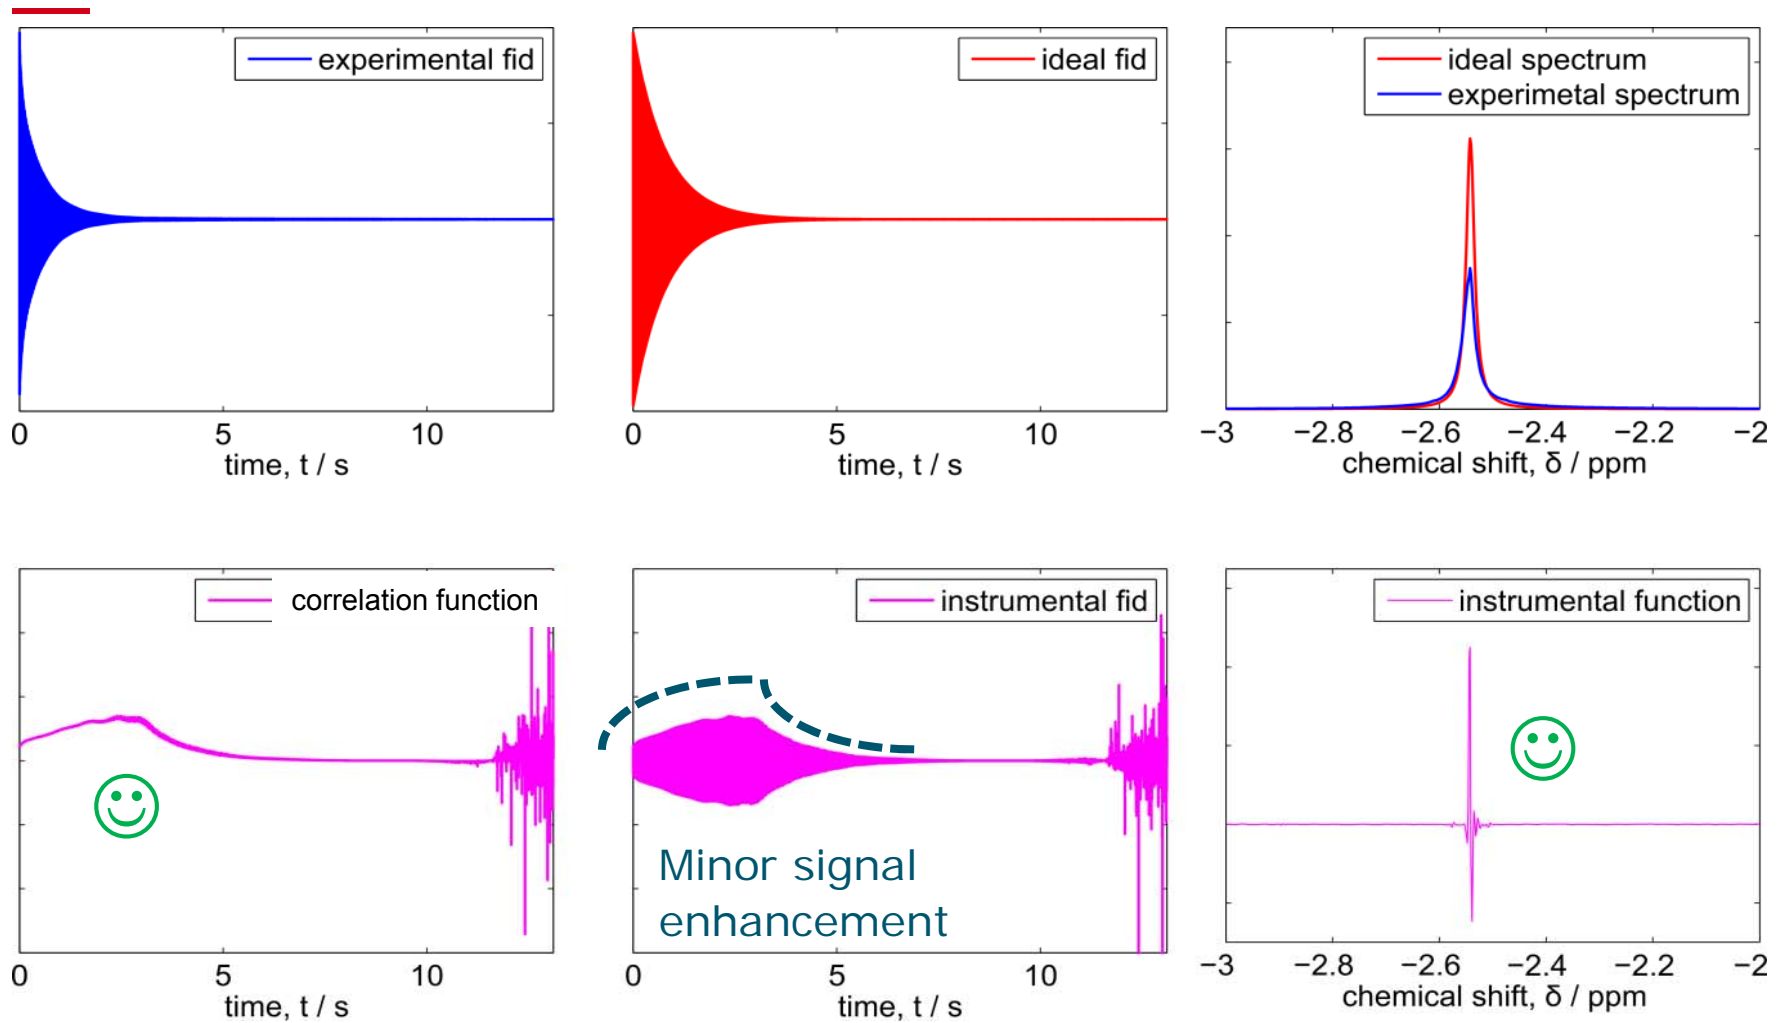 experimental fid
0 5 10
time, t / s
ideal fid
0 5 10
time, t / s
ideal spectrum
experimetal spectrum
−3 −2.8 −2.6 −2.4 −2.2 −2
chemical shift, δ / ppm
correlation function
0 5 10
time, t / s
instrumental fid
Minor signal
enhancement
0 5 10
time, t / s
instrumental function
−3 −2.8 −2.6 −2.4 −2.2 −2
chemical shift, δ / ppm